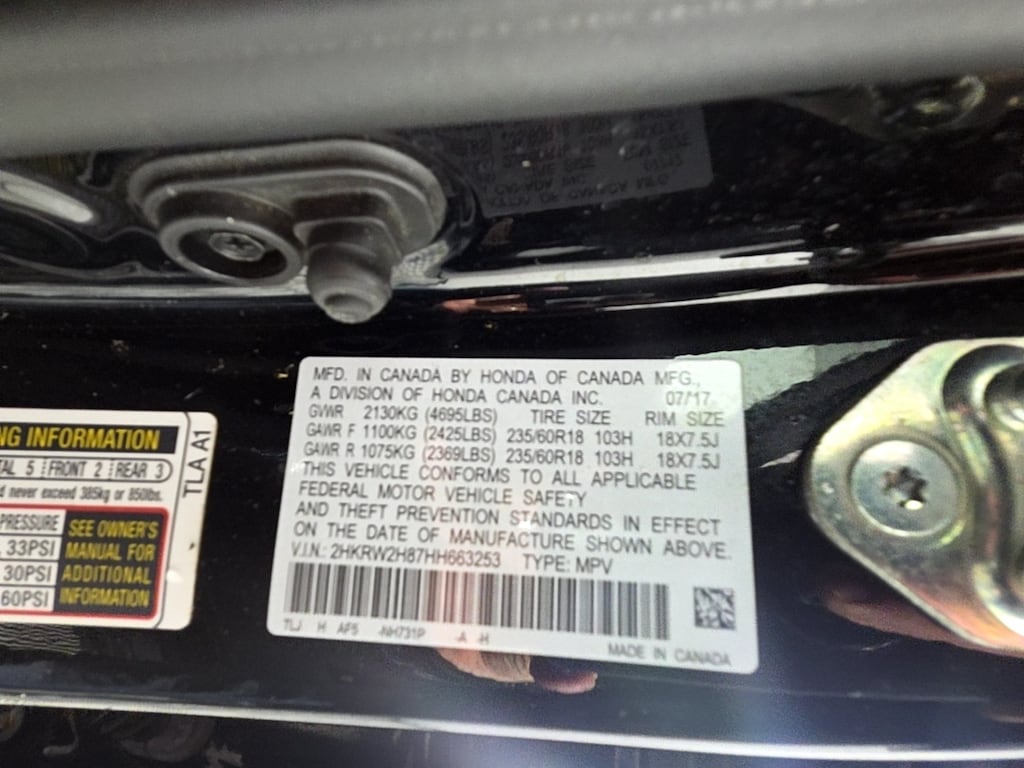 MFD. IN CANADA BY HONDA OF CANADA MFG.,
A DIVISION OF HONDA CANADA INC. 07/17
GVWR 2130KG (4695LBS) TIRE SIZE RIM SIZE
GAWR F 1100KG (2425LBS) 235/60R18 103H 18X7.5J
GAWR R 1075KG (2369LBS) 235/60R18 103H 18X7.5J
THIS VEHICLE CONFORMS TO ALL APPLICABLE
FEDERAL MOTOR VEHICLE SAFETY
AND THEFT PREVENTION STANDARDS IN EFFECT
ON THE DATE OF MANUFACTURE SHOWN ABOVE.
V.I.N.: 2HKRW2H87HH663253 TYPE: MPV
TLJ H AF5 -NH731P -A -H
MADE IN CANADA
NG INFORMATION
TAL 5 FRONT 2 REAR 3
d never exceed 385kg or 850lbs.
PRESSURE
33PSI
30PSI
60PSI
SEE OWNER'S
MANUAL FOR
ADDITIONAL
INFORMATION
TLA A1